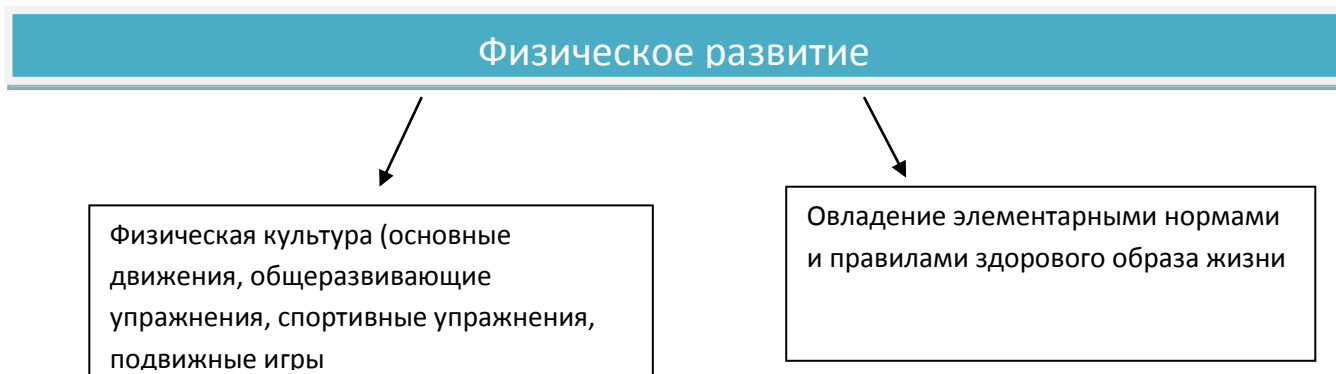 Физическое развитие
Физическая культура (основные
движения, общеразвивающие
упражнения, спортивные упражнения,
подвижные игры
Овладение элементарными нормами
и правилами здорового образа жизни